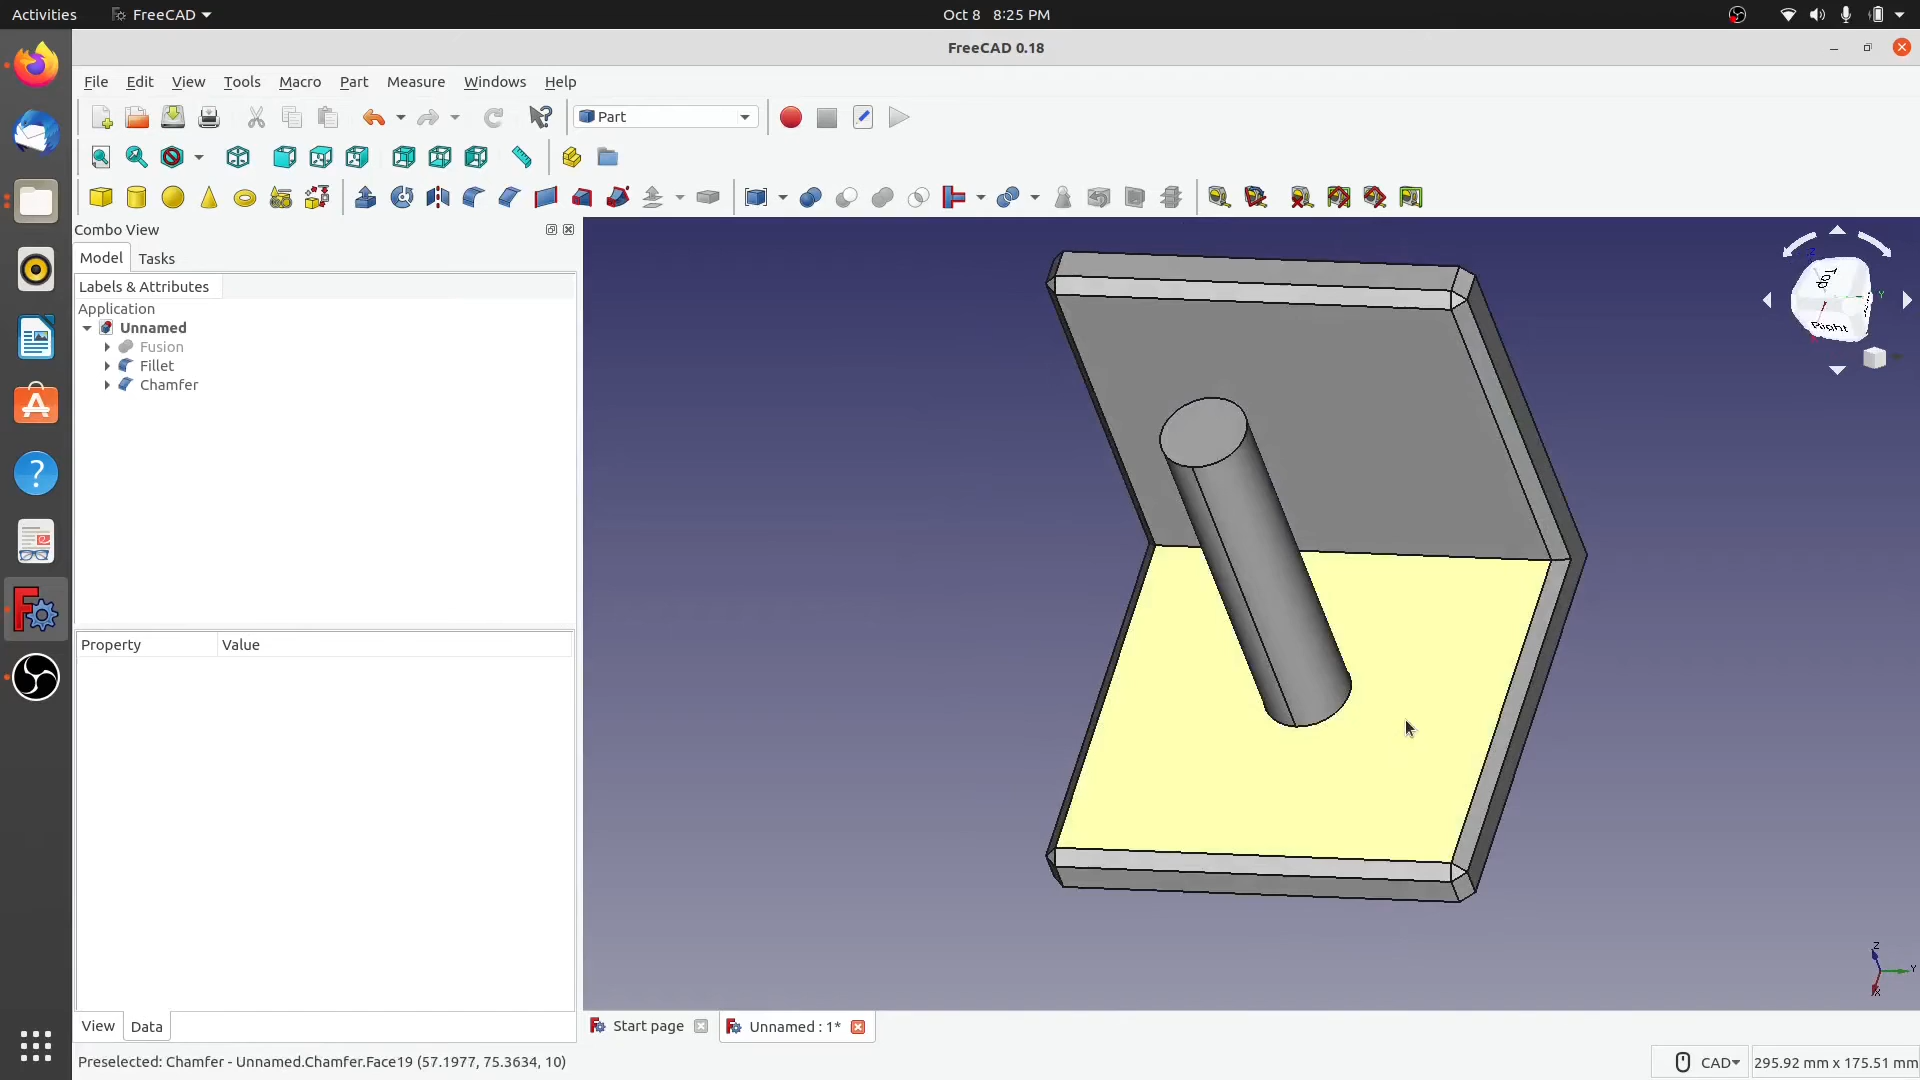 Activities FreeCAD Oct 8 8:25 PM
FreeCAD 0.18
File Edit View Tools Macro Part Measure Windows Help
Part
Combo View
Model Tasks
Labels & Attributes
Application
Unnamed
Fusion
Fillet
Chamfer
Top
Right
Z
Y
Property Value
Z
Y
X
View Data
Start page Unnamed : 1*
Preselected: Chamfer - Unnamed.Chamfer.Face19 (57.1977, 75.3634, 10) CAD 295.92 mm x 175.51 mm